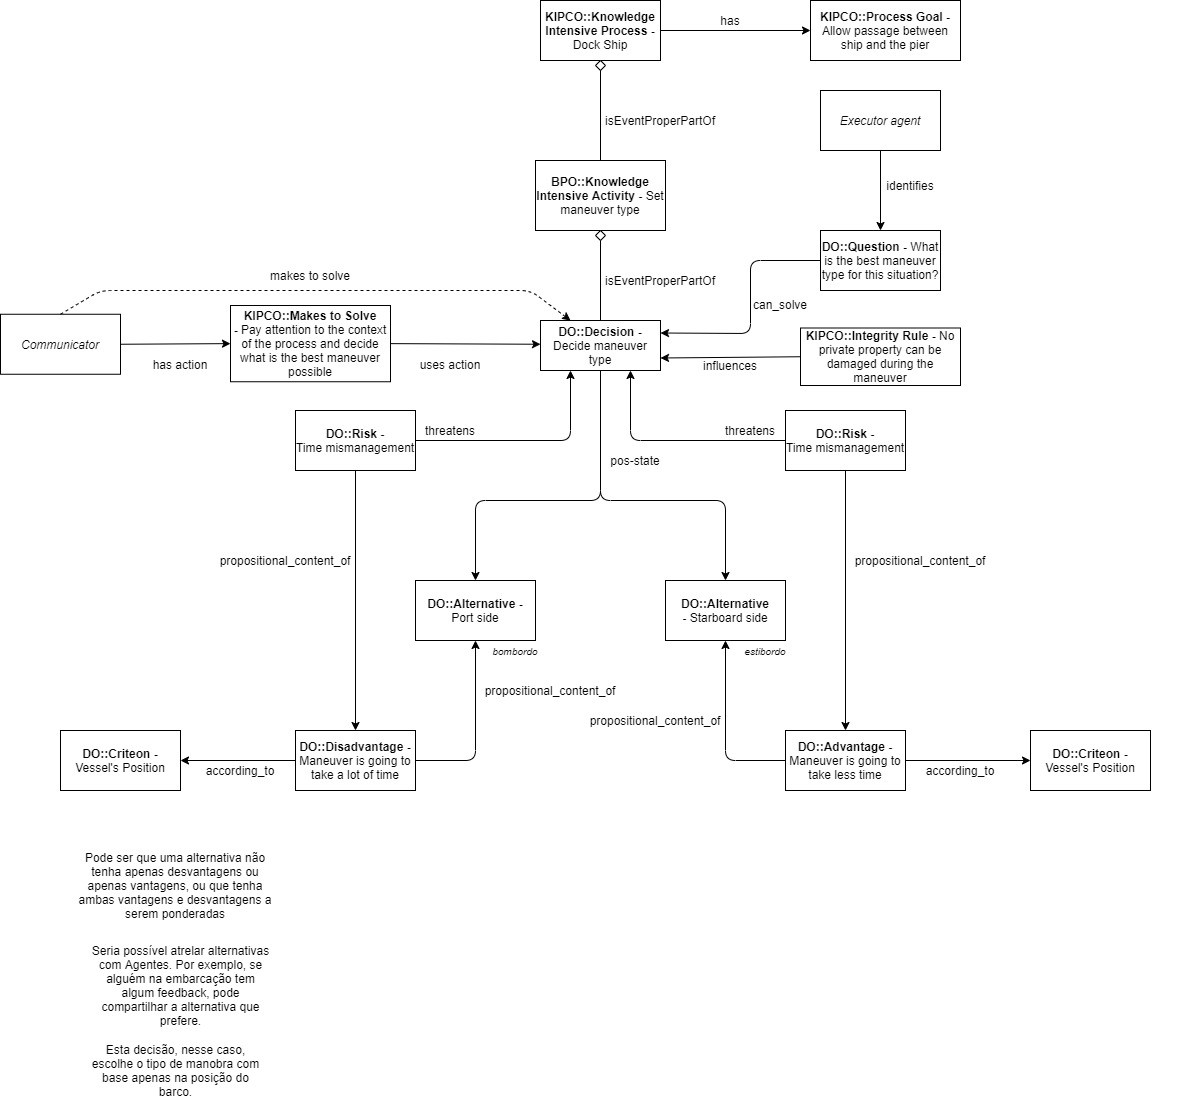 KIPCO::Knowledge
Intensive Process -
Dock Ship
has
KIPCO::Process Goal -
Allow passage between
ship and the pier
isEventProperPartOf
Executor agent
identifies
BPO::Knowledge
Intensive Activity - Set
maneuver type
DO::Question - What
is the best maneuver
type for this situation?
makes to solve
isEventProperPartOf
can_solve
Communicator
has action
KIPCO::Makes to Solve
- Pay attention to the context
of the process and decide
what is the best maneuver
possible
uses action
DO::Decision -
Decide maneuver
type
influences
KIPCO::Integrity Rule - No
private property can be
damaged during the
maneuver
DO::Risk -
Time mismanagement
threatens
threatens
DO::Risk -
Time mismanagement
pos-state
propositional_content_of
propositional_content_of
DO::Alternative -
Port side
bombordo
DO::Alternative
- Starboard side
estibordo
propositional_content_of
propositional_content_of
DO::Criteon -
Vessel's Position
according_to
DO::Disadvantage -
Maneuver is going to
take a lot of time
DO::Advantage -
Maneuver is going to
take less time
according_to
DO::Criteon -
Vessel's Position
Pode ser que uma alternativa não
tenha apenas desvantagens ou
apenas vantagens, ou que tenha
ambas vantagens e desvantagens a
serem ponderadas
Seria possível atrelar alternativas
com Agentes. Por exemplo, se
alguém na embarcação tem
algum feedback, pode
compartilhar a alternativa que
prefere.
Esta decisão, nesse caso,
escolhe o tipo de manobra com
base apenas na posição do
barco.